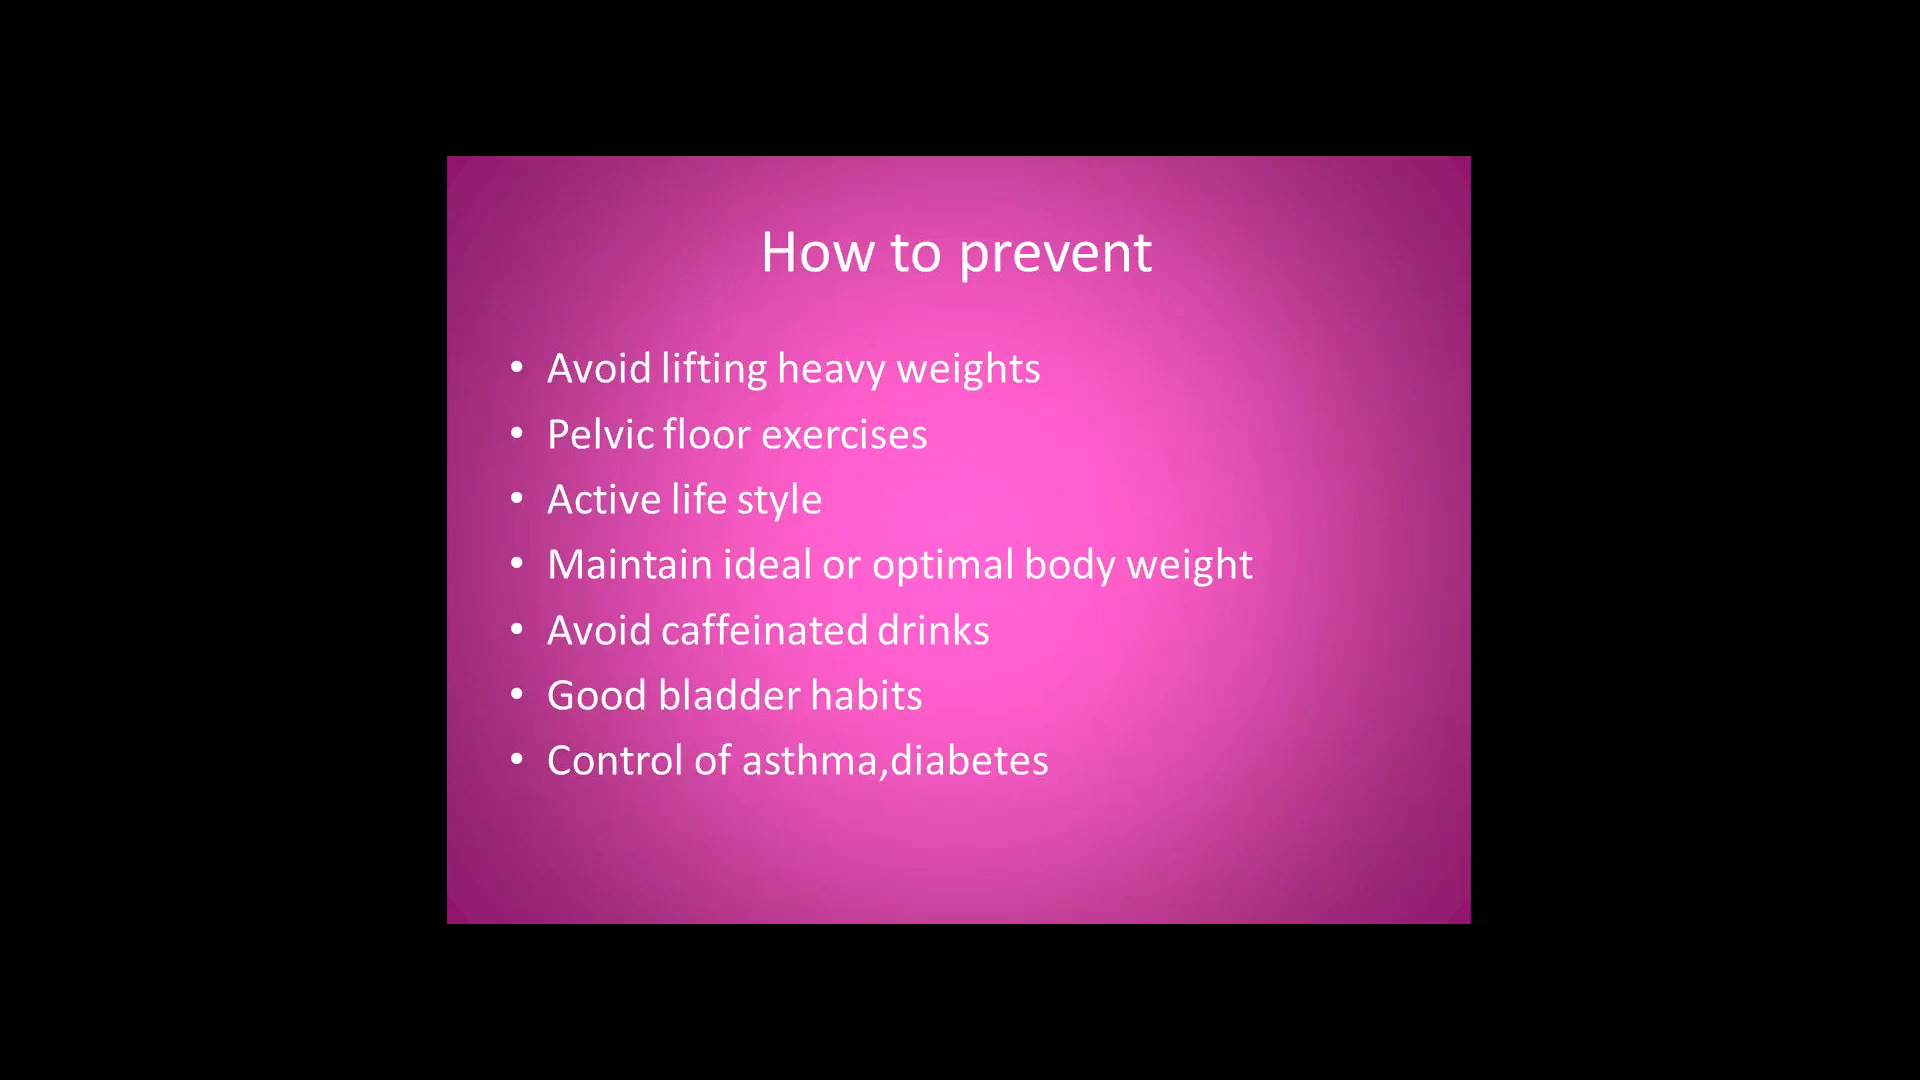 How to prevent
• Avoid lifting heavy weights
• Pelvic floor exercises
• Active life style
• Maintain ideal or optimal body weight
• Avoid caffeinated drinks
• Good bladder habits
• Control of asthma,diabetes